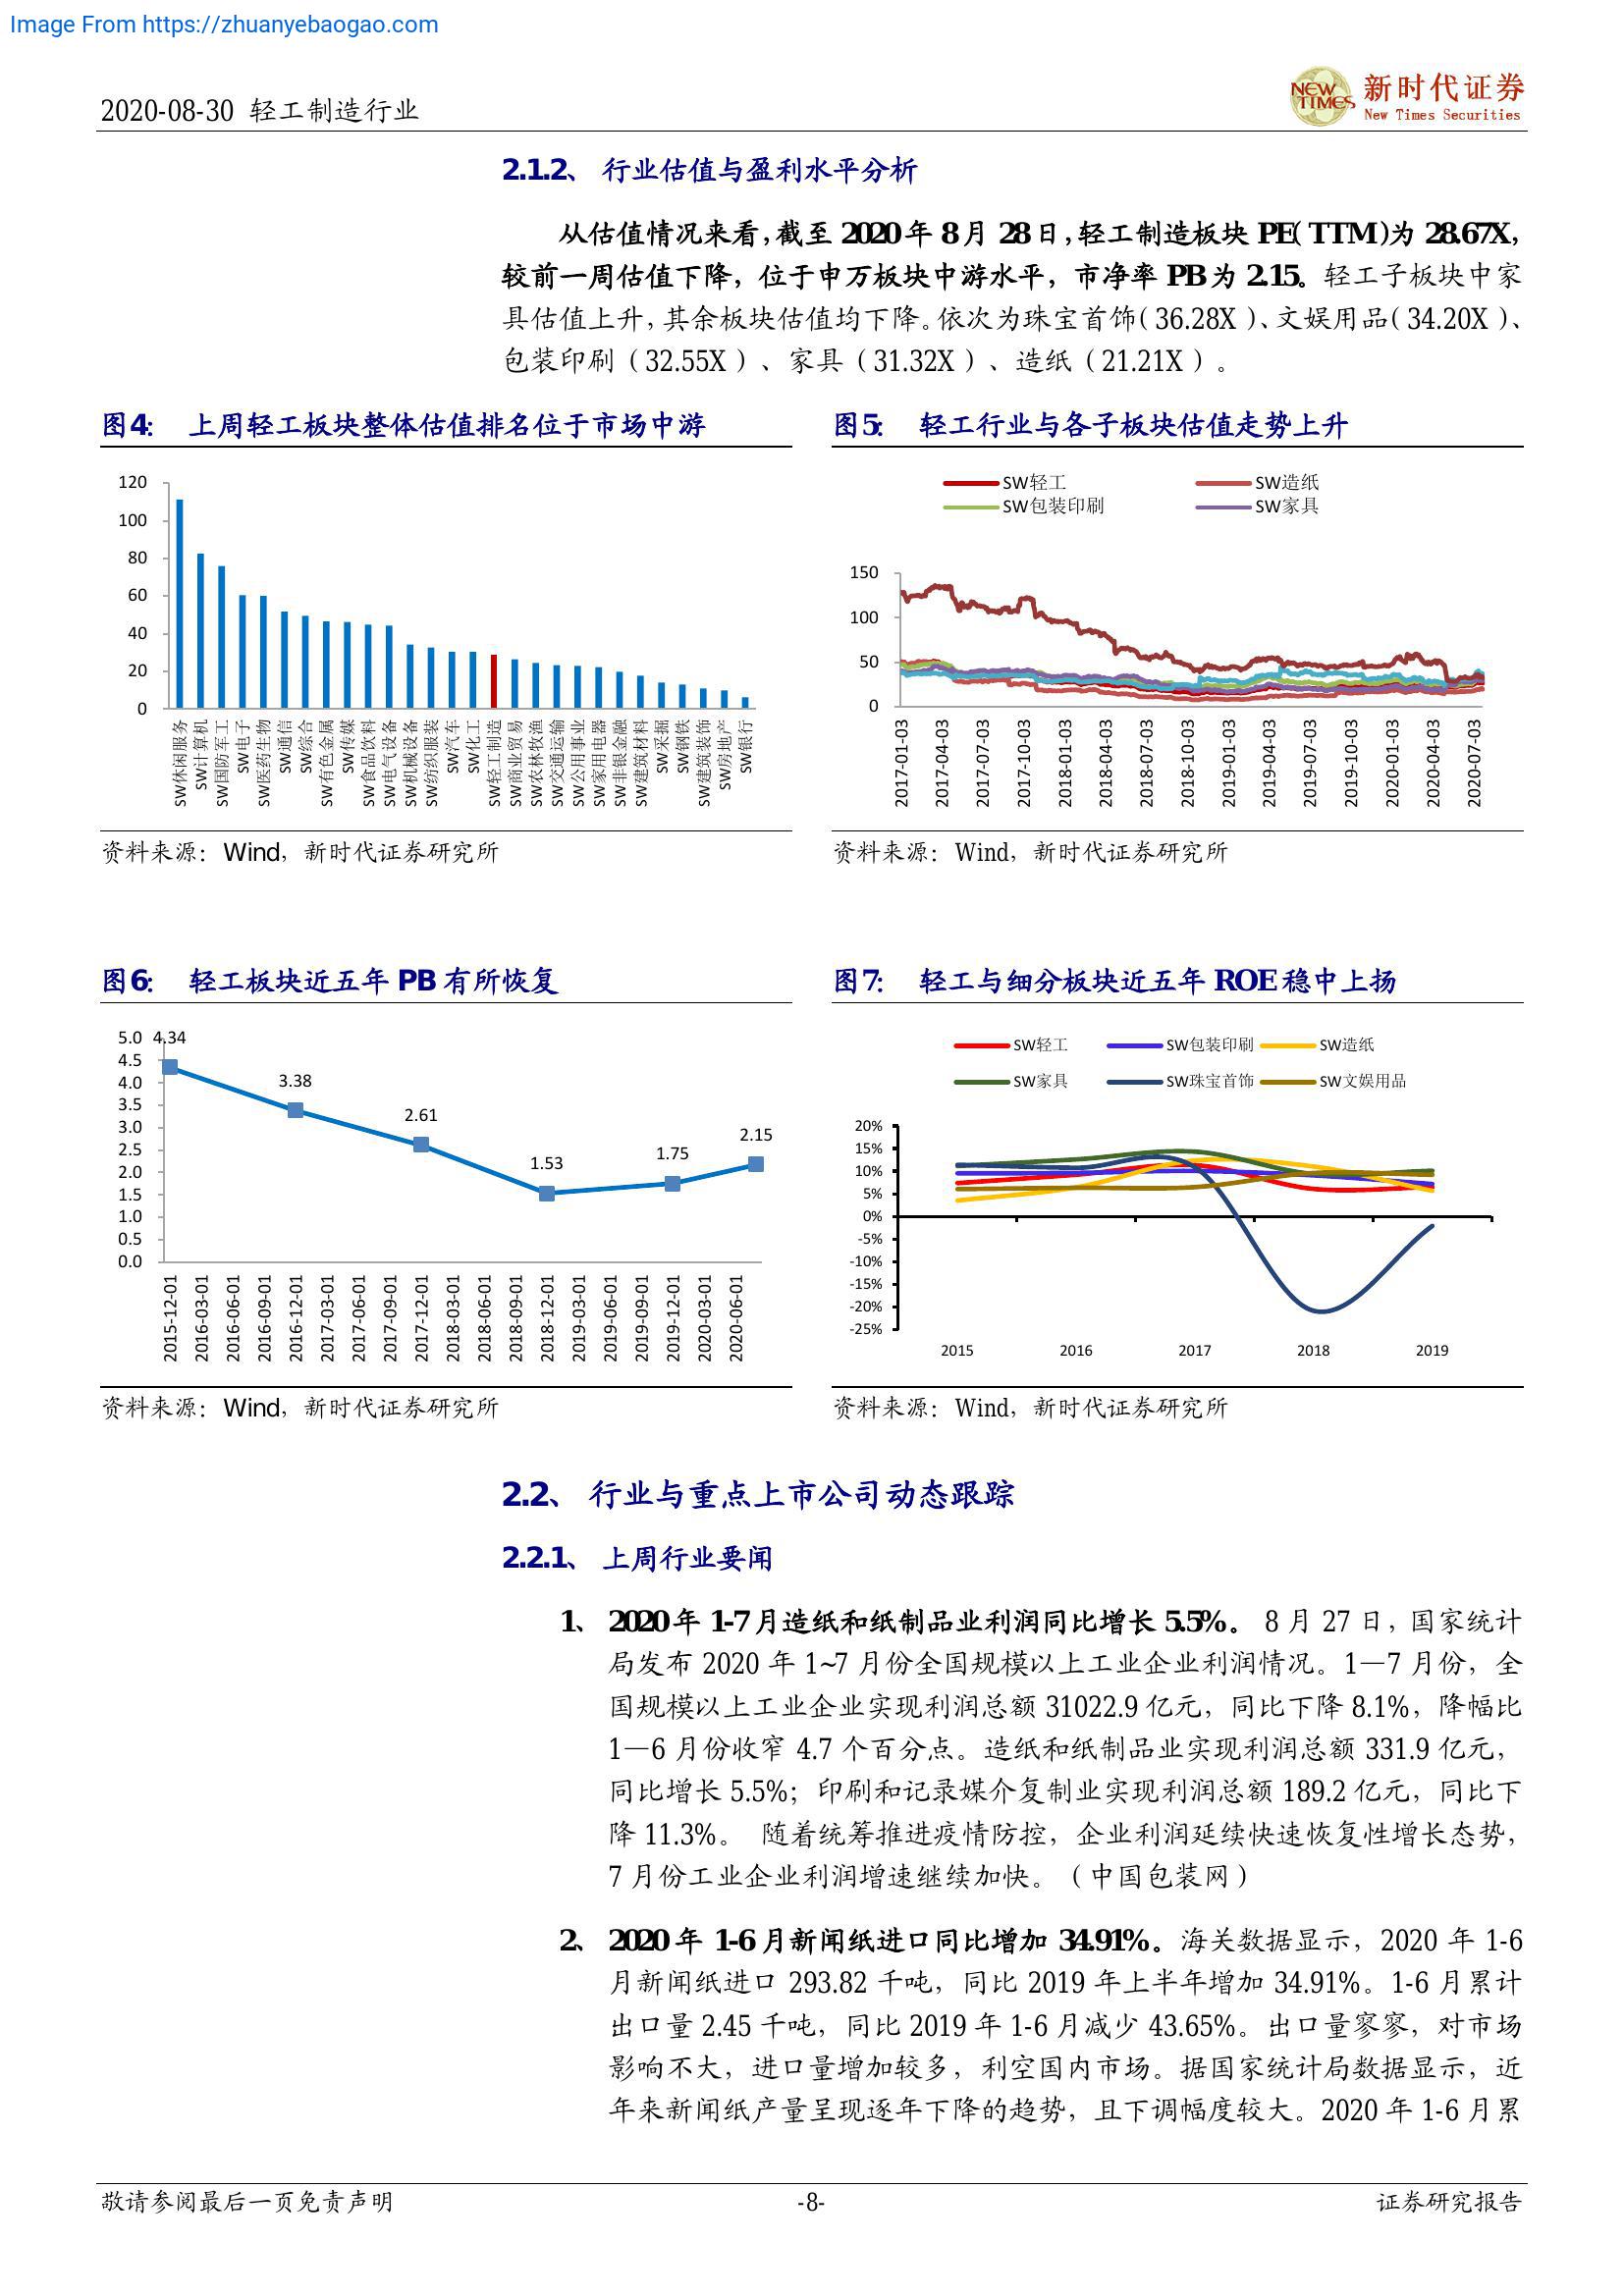 Image From https://zhuanyebaogao.com
2020-08-30 轻工制造行业
NEW TIMES 新时代证券
New Times Securities
2.1.2、 行业估值与盈利水平分析
从估值情况来看，截至 2020 年 8 月 28 日，轻工制造板块 PE（TTM）为 28.67X，
较前一周估值下降，位于申万板块中游水平，市净率 PB 为 2.15。轻工子板块中家
具估值上升，其余板块估值均下降。依次为珠宝首饰（36.28X）、文娱用品（34.20X）、
包装印刷（32.55X）、家具（31.32X）、造纸（21.21X）。
图4： 上周轻工板块整体估值排名位于市场中游
120
100
80
60
40
20
0
SW休闲服务
SW计算机
SW国防军工
SW电子
SW医药生物
SW通信
SW综合
SW有色金属
SW传媒
SW食品饮料
SW电气设备
SW机械设备
SW纺织服装
SW汽车
SW化工
SW轻工制造
SW商业贸易
SW农林牧渔
SW交通运输
SW公用事业
SW家用电器
SW非银金融
SW建筑材料
SW采掘
SW钢铁
SW建筑装饰
SW房地产
SW银行
资料来源：Wind，新时代证券研究所
图5： 轻工行业与各子板块估值走势上升
SW轻工 SW造纸
SW包装印刷 SW家具
150
100
50
0
2017-01-03
2017-04-03
2017-07-03
2017-10-03
2018-01-03
2018-04-03
2018-07-03
2018-10-03
2019-01-03
2019-04-03
2019-07-03
2019-10-03
2020-01-03
2020-04-03
2020-07-03
资料来源：Wind，新时代证券研究所
图6： 轻工板块近五年 PB 有所恢复
5.0
4.5
4.0
3.5
3.0
2.5
2.0
1.5
1.0
0.5
0.0
4.34
3.38
2.61
1.53
1.75
2.15
2015-12-01
2016-03-01
2016-06-01
2016-09-01
2016-12-01
2017-03-01
2017-06-01
2017-09-01
2017-12-01
2018-03-01
2018-06-01
2018-09-01
2018-12-01
2019-03-01
2019-06-01
2019-09-01
2019-12-01
2020-03-01
2020-06-01
资料来源：Wind，新时代证券研究所
图7： 轻工与细分板块近五年 ROE 稳中上扬
SW轻工 SW包装印刷 SW造纸
SW家具 SW珠宝首饰 SW文娱用品
20%
15%
10%
5%
0%
-5%
-10%
-15%
-20%
-25%
2015 2016 2017 2018 2019
资料来源：Wind，新时代证券研究所
2.2、 行业与重点上市公司动态跟踪
2.2.1、 上周行业要闻
1、 2020 年 1-7 月造纸和纸制品业利润同比增长 5.5%。 8 月 27 日，国家统计
局发布 2020 年 1~7 月份全国规模以上工业企业利润情况。1—7 月份，全
国规模以上工业企业实现利润总额 31022.9 亿元，同比下降 8.1%，降幅比
1—6 月份收窄 4.7 个百分点。造纸和纸制品业实现利润总额 331.9 亿元，
同比增长 5.5%；印刷和记录媒介复制业实现利润总额 189.2 亿元，同比下
降 11.3%。 随着统筹推进疫情防控，企业利润延续快速恢复性增长态势，
7 月份工业企业利润增速继续加快。（中国包装网）
2、 2020 年 1-6 月新闻纸进口同比增加 34.91%。海关数据显示，2020 年 1-6
月新闻纸进口 293.82 千吨，同比 2019 年上半年增加 34.91%。1-6 月累计
出口量 2.45 千吨，同比 2019 年 1-6 月减少 43.65%。出口量寥寥，对市场
影响不大，进口量增加较多，利空国内市场。据国家统计局数据显示，近
年来新闻纸产量呈现逐年下降的趋势，且下调幅度较大。2020 年 1-6 月累
敬请参阅最后一页免责声明 -8- 证券研究报告